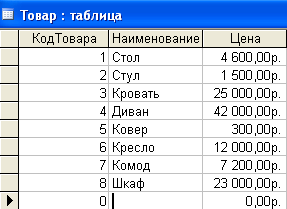 Товар : таблица
КодТовара Наименование Цена
1 Стол 4 600,00р.
2 Стул 1 500,00р.
3 Кровать 25 000,00р.
4 Диван 42 000,00р.
5 Ковер 300,00р.
6 Кресло 12 000,00р.
7 Комод 7 200,00р.
8 Шкаф 23 000,00р.
0 0,00р.